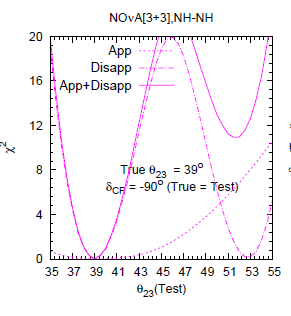 NOνA[3+3],NH-NH
20
App
Disapp
16
App+Disapp
12
χ²
8
True θ₂₃ = 39°
δCP = -90° (True = Test)
4
0
35 37 39 41 43 45 47 49 51 53 55
θ₂₃(Test)